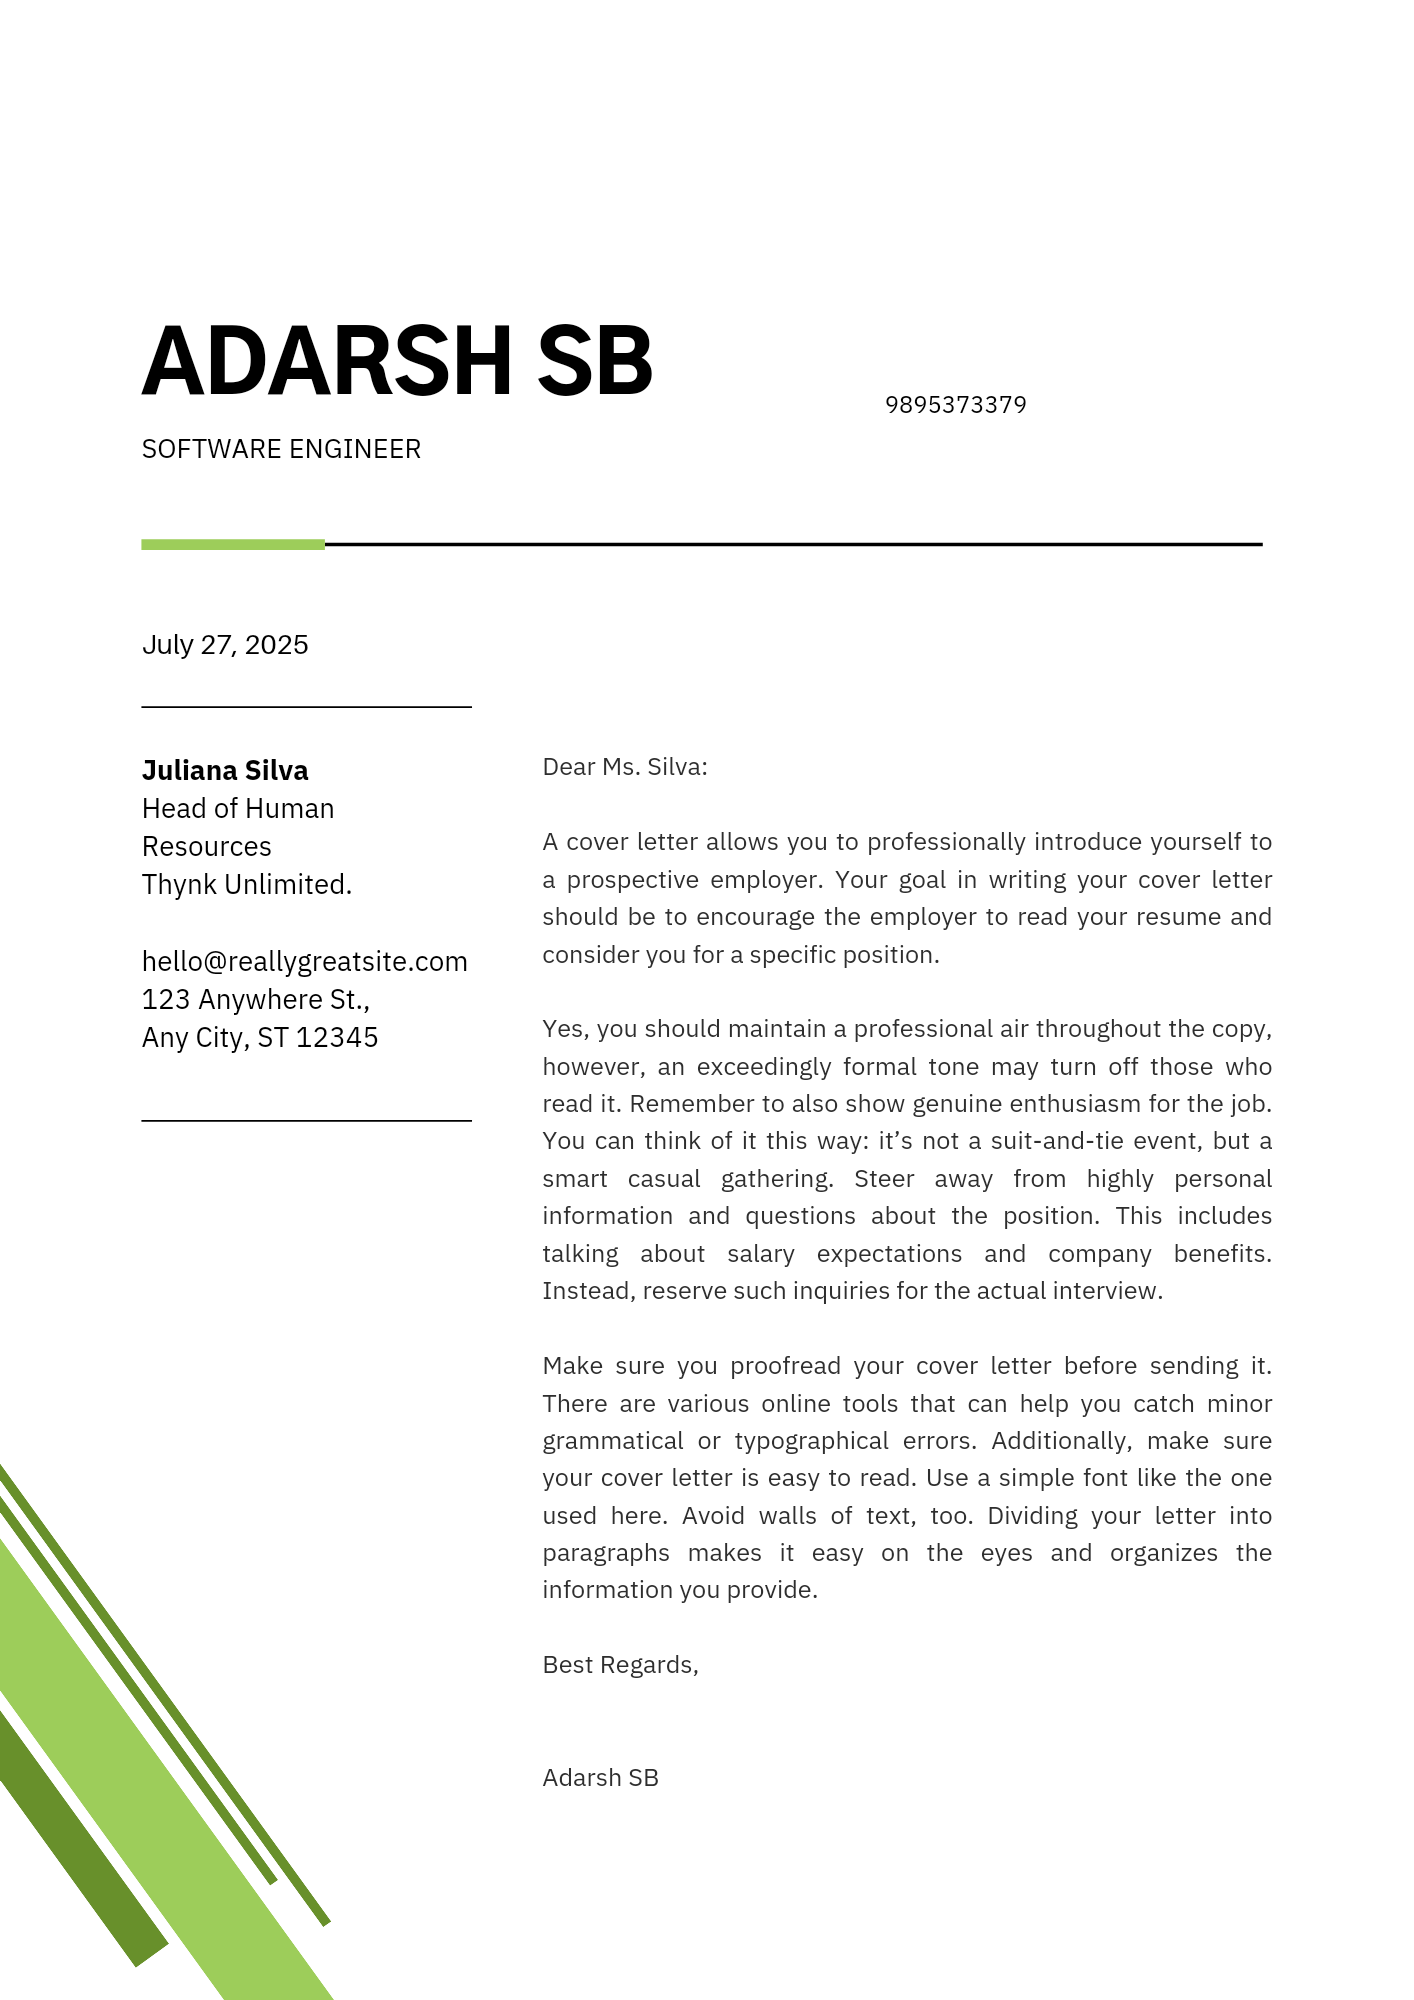 ADARSH SB
9895373379
SOFTWARE ENGINEER
July 27, 2025
Juliana Silva
Head of Human
Resources
Thynk Unlimited.
hello@reallygreatsite.com
123 Anywhere St.,
Any City, ST 12345
Dear Ms. Silva:
A cover letter allows you to professionally introduce yourself to
a prospective employer. Your goal in writing your cover letter
should be to encourage the employer to read your resume and
consider you for a specific position.
Yes, you should maintain a professional air throughout the copy,
however, an exceedingly formal tone may turn off those who
read it. Remember to also show genuine enthusiasm for the job.
You can think of it this way: it’s not a suit-and-tie event, but a
smart casual gathering. Steer away from highly personal
information and questions about the position. This includes
talking about salary expectations and company benefits.
Instead, reserve such inquiries for the actual interview.
Make sure you proofread your cover letter before sending it.
There are various online tools that can help you catch minor
grammatical or typographical errors. Additionally, make sure
your cover letter is easy to read. Use a simple font like the one
used here. Avoid walls of text, too. Dividing your letter into
paragraphs makes it easy on the eyes and organizes the
information you provide.
Best Regards,
Adarsh SB